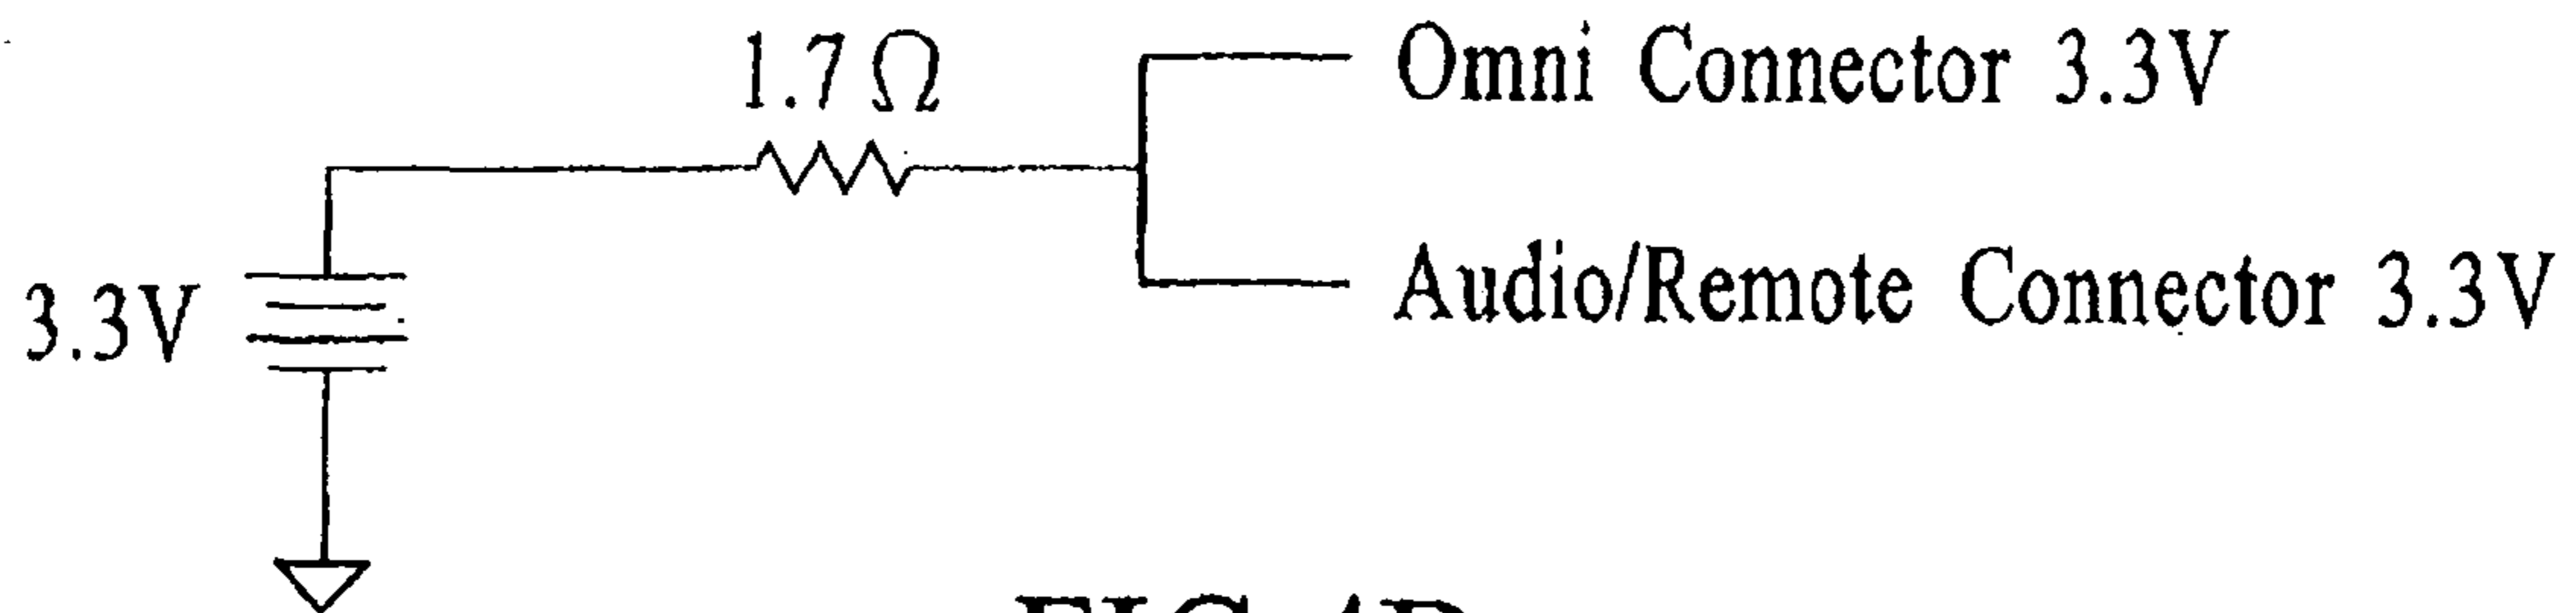 1.7 Ω
Omni Connector 3.3V
3.3V
Audio/Remote Connector 3.3V